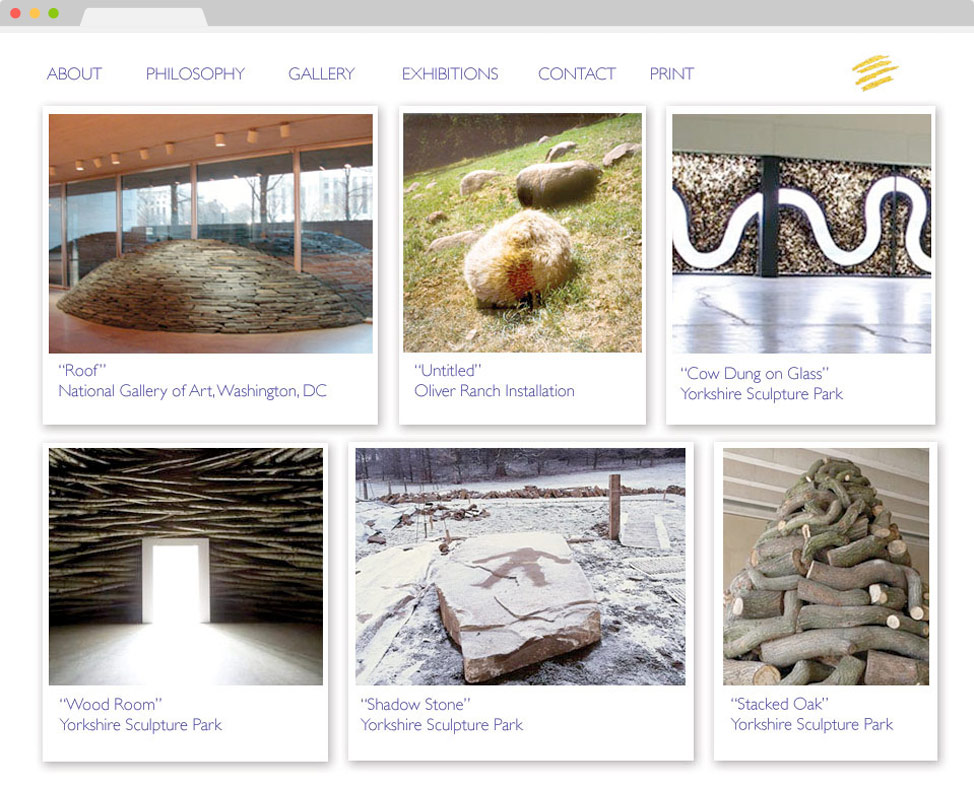 ABOUT PHILOSOPHY GALLERY EXHIBITIONS CONTACT PRINT
“Roof”
National Gallery of Art, Washington, DC
“Untitled”
Oliver Ranch Installation
“Cow Dung on Glass”
Yorkshire Sculpture Park
“Wood Room”
Yorkshire Sculpture Park
“Shadow Stone”
Yorkshire Sculpture Park
“Stacked Oak”
Yorkshire Sculpture Park